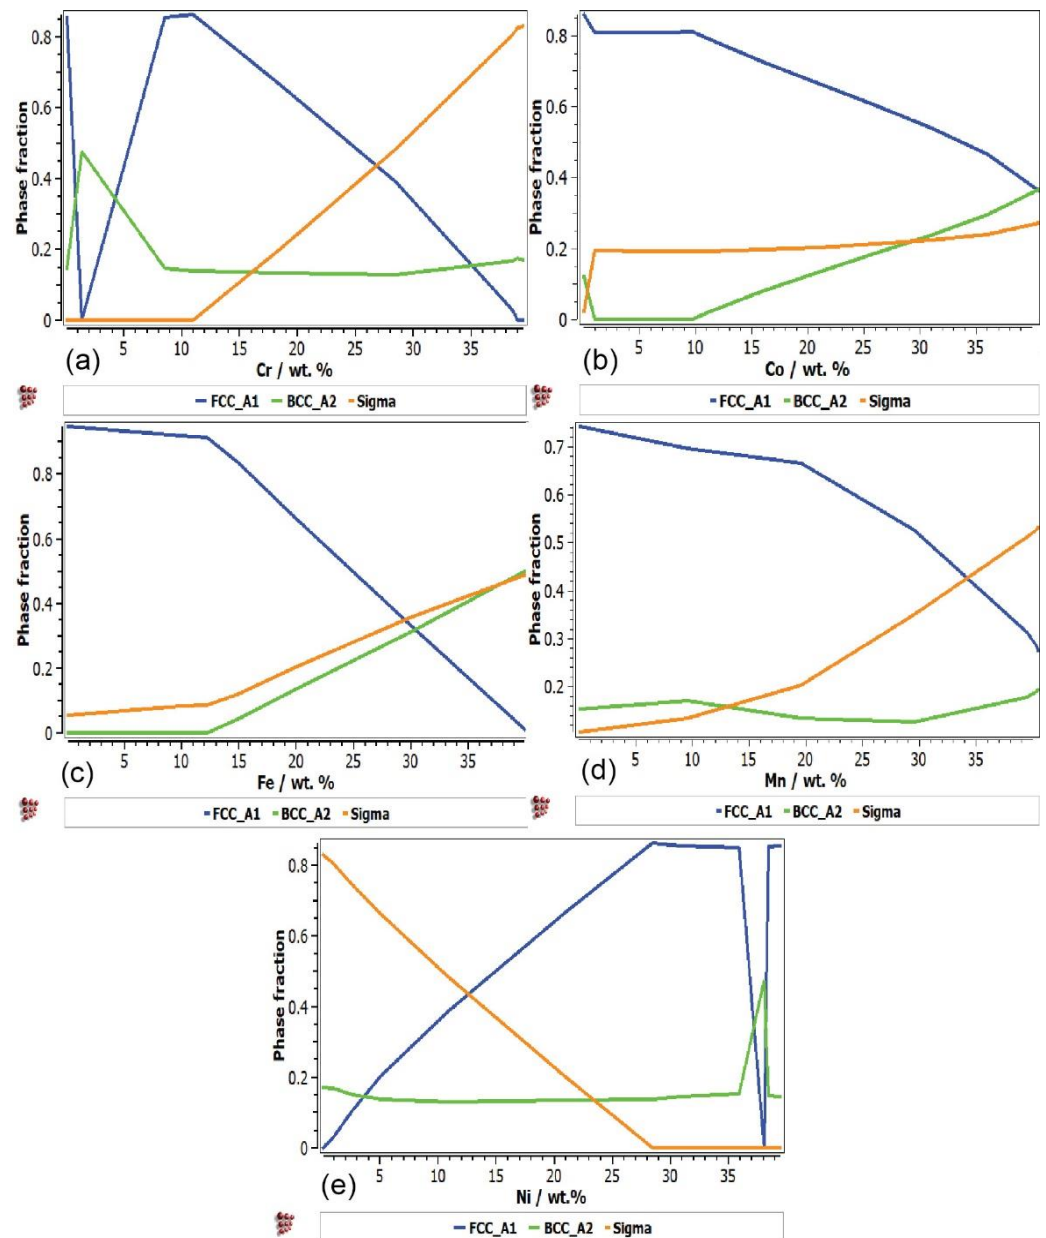 0.8
0.6
0.4
0.2
0
Phase fraction
5 10 15 20 25 30 35
(a)
Cr / wt. %
FCC_A1 BCC_A2 Sigma
0.8
0.6
0.4
0.2
0
Phase fraction
5 10 15 20 25 30 35
(b)
Co / wt. %
FCC_A1 BCC_A2 Sigma
0.8
0.6
0.4
0.2
0
Phase fraction
5 10 15 20 25 30 35
(c)
Fe / wt. %
FCC_A1 BCC_A2 Sigma
0.7
0.6
0.5
0.4
0.3
0.2
Phase fraction
5 10 15 20 25 30 35
(d)
Mn / wt. %
FCC_A1 BCC_A2 Sigma
0.8
0.6
0.4
0.2
0
Phase fraction
5 10 15 20 25 30 35
(e)
Ni / wt.%
FCC_A1 BCC_A2 Sigma